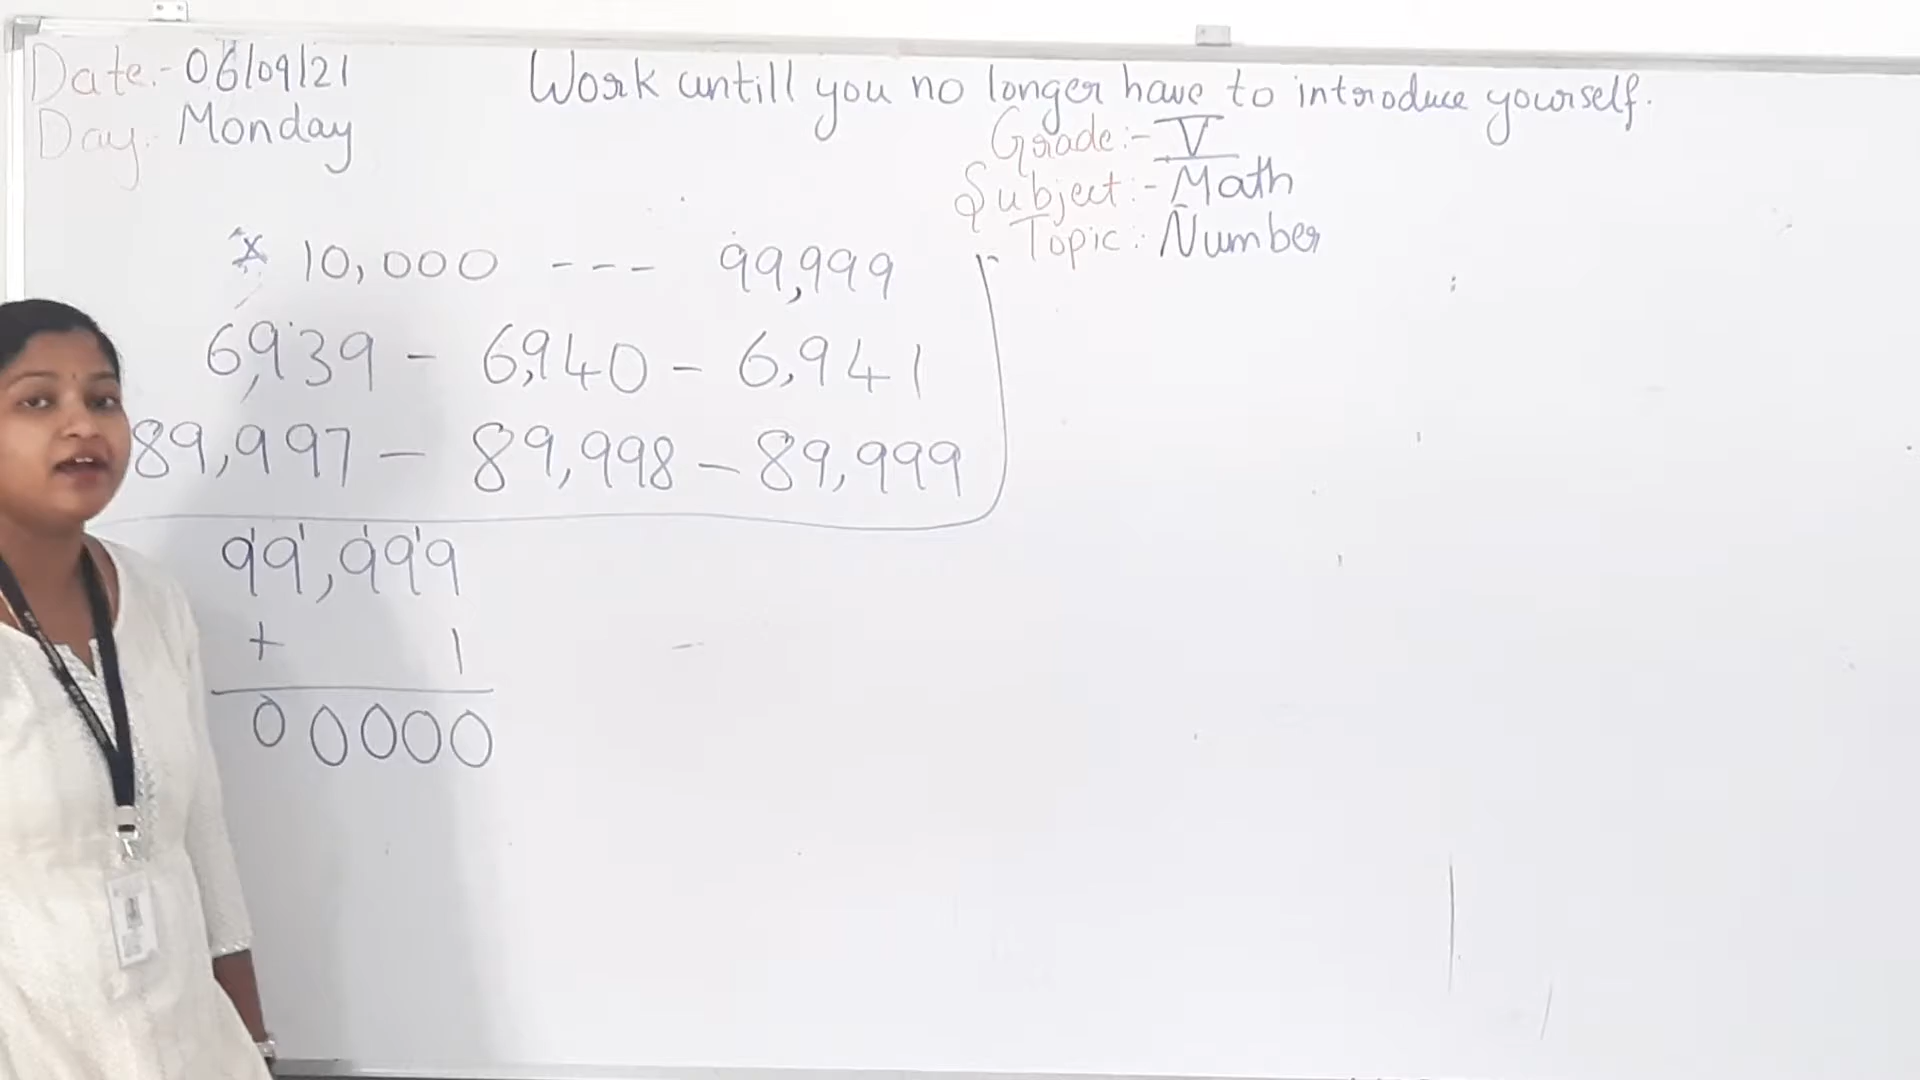 Date:- 06/09/21
Day:- Monday
Work untill you no longer have to introduce yourself.
Grade:- V
Subject:- Math
Topic:- Number
* 10,000 --- 99,999
6,939 - 6,940 - 6,941
89,997 - 89,998 - 89,999
99,999
+ 1
00000